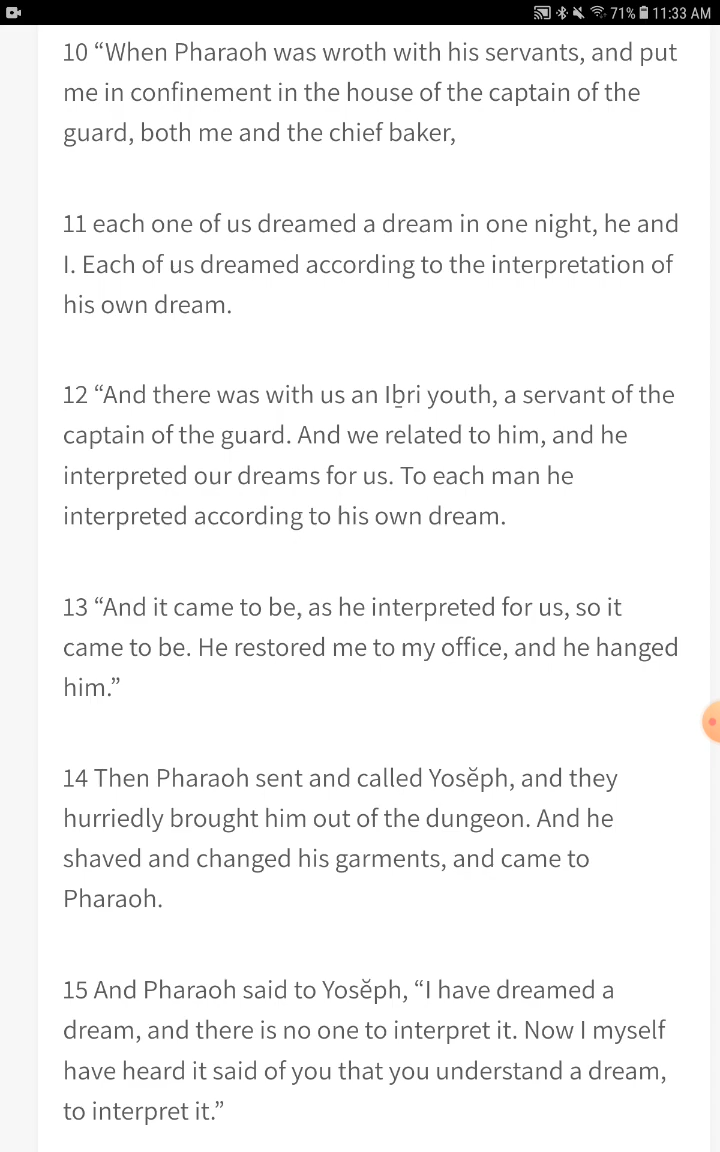 71% 11:33 AM
10 “When Pharaoh was wroth with his servants, and put
me in confinement in the house of the captain of the
guard, both me and the chief baker,
11 each one of us dreamed a dream in one night, he and
I. Each of us dreamed according to the interpretation of
his own dream.
12 “And there was with us an Iḇri youth, a servant of the
captain of the guard. And we related to him, and he
interpreted our dreams for us. To each man he
interpreted according to his own dream.
13 “And it came to be, as he interpreted for us, so it
came to be. He restored me to my office, and he hanged
him.”
14 Then Pharaoh sent and called Yosĕph, and they
hurriedly brought him out of the dungeon. And he
shaved and changed his garments, and came to
Pharaoh.
15 And Pharaoh said to Yosĕph, “I have dreamed a
dream, and there is no one to interpret it. Now I myself
have heard it said of you that you understand a dream,
to interpret it.”